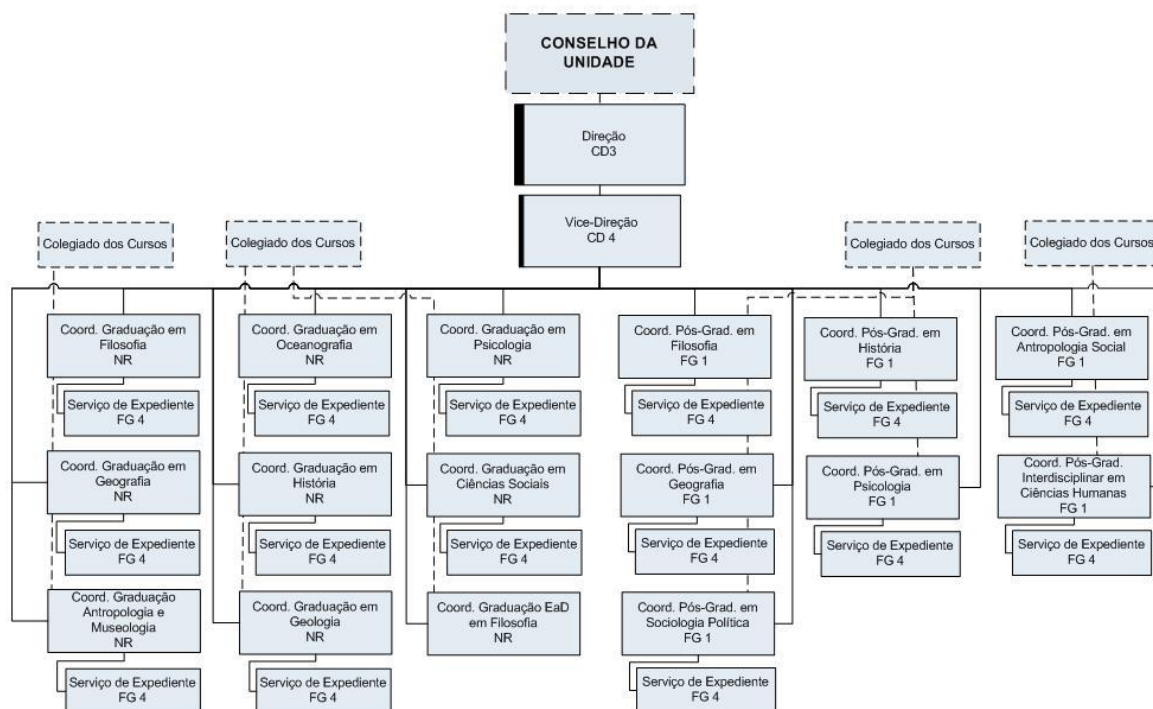 CONSELHO DA
UNIDADE
Direção
CD3
Vice-Direção
CD 4
Colegiado dos Cursos
Colegiado dos Cursos
Colegiado dos Cursos
Colegiado dos Cursos
Coord. Graduação em
Filosofia
NR
Serviço de Expediente
FG 4
Coord. Graduação em
Geografia
NR
Serviço de Expediente
FG 4
Coord. Graduação
Antropologia e
Museologia
NR
Serviço de Expediente
FG 4
Coord. Graduação em
Oceanografia
NR
Serviço de Expediente
FG 4
Coord. Graduação em
História
NR
Serviço de Expediente
FG 4
Coord. Graduação em
Geologia
NR
Serviço de Expediente
FG 4
Coord. Graduação em
Psicologia
NR
Serviço de Expediente
FG 4
Coord. Graduação em
Ciências Sociais
NR
Serviço de Expediente
FG 4
Coord. Graduação EaD
em Filosofia
NR
Coord. Pós-Grad. em
Filosofia
FG 1
Serviço de Expediente
FG 4
Coord. Pós-Grad. em
Geografia
FG 1
Serviço de Expediente
FG 4
Coord. Pós-Grad. em
Sociologia Política
FG 1
Serviço de Expediente
FG 4
Coord. Pós-Grad. em
História
FG 1
Serviço de Expediente
FG 4
Coord. Pós-Grad. em
Psicologia
FG 1
Serviço de Expediente
FG 4
Coord. Pós-Grad. em
Antropologia Social
FG 1
Serviço de Expediente
FG 4
Coord. Pós-Grad.
Interdisciplinar em
Ciências Humanas
FG 1
Serviço de Expediente
FG 4